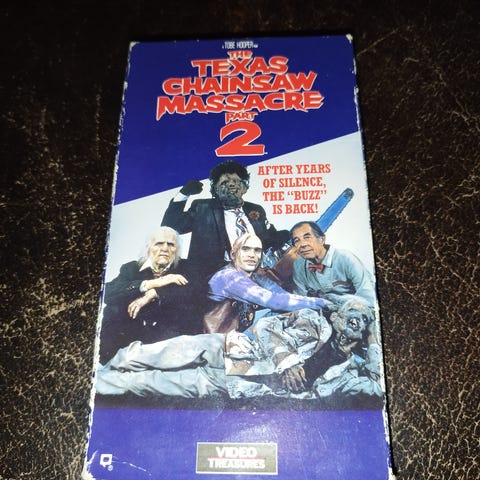 A TOBE HOOPER FILM
THE
TEXAS
CHAINSAW
MASSACRE
PART
2
AFTER YEARS
OF SILENCE,
THE "BUZZ"
IS BACK!
VIDEO
TREASURES